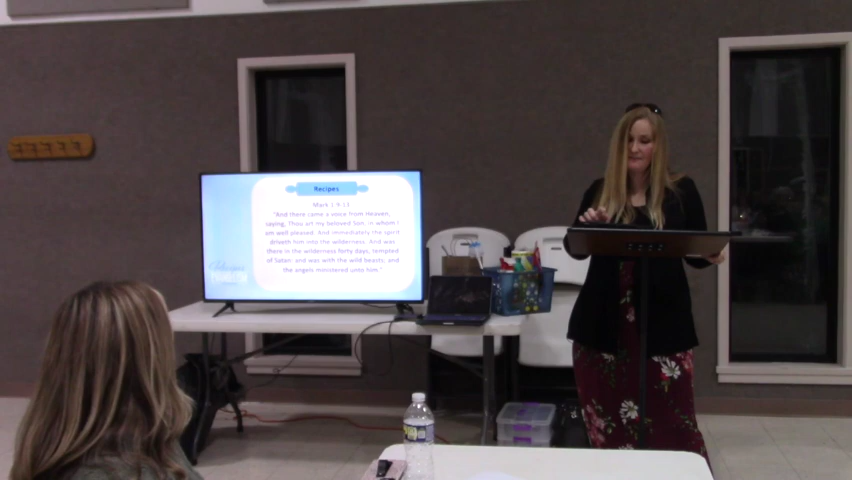 Recipes
Mark 1:9-13
"And there came a voice from Heaven,
saying, Thou art my beloved Son, in whom I
am well pleased. And immediately the spirit
driveth him into the wilderness. And was
there in the wilderness forty days, tempted
of Satan; and was with the wild beasts; and
the angels ministered unto him."